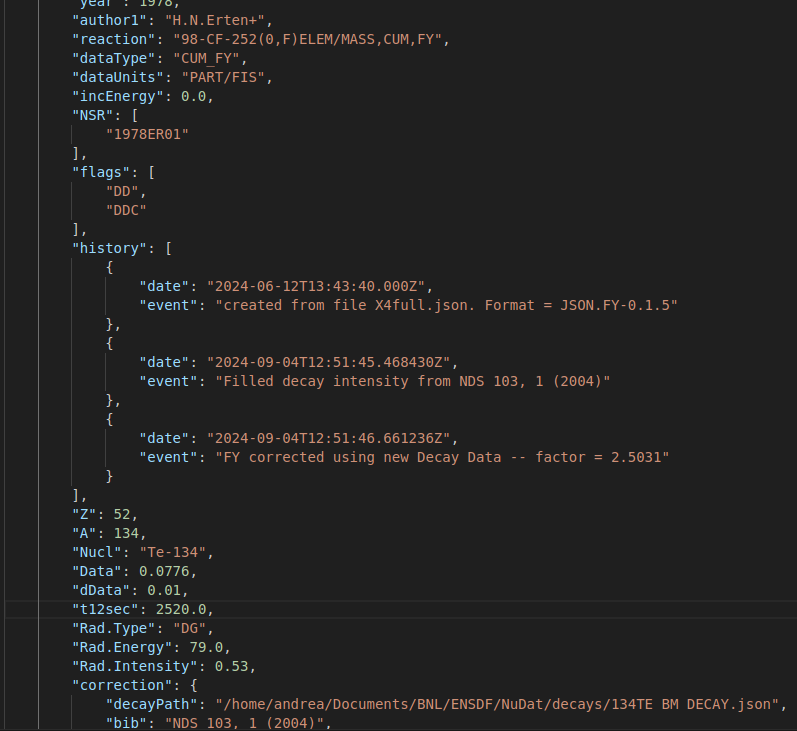 "year": 1978,
"author1": "H.N.Erten+",
"reaction": "98-CF-252(0,F)ELEM/MASS,CUM,FY",
"dataType": "CUM_FY",
"dataUnits": "PART/FIS",
"incEnergy": 0.0,
"NSR": [
"1978ER01"
],
"flags": [
"DD",
"DDC"
],
"history": [
{
"date": "2024-06-12T13:43:40.000Z",
"event": "created from file X4full.json. Format = JSON.FY-0.1.5"
},
{
"date": "2024-09-04T12:51:45.468430Z",
"event": "Filled decay intensity from NDS 103, 1 (2004)"
},
{
"date": "2024-09-04T12:51:46.661236Z",
"event": "FY corrected using new Decay Data -- factor = 2.5031"
}
],
"Z": 52,
"A": 134,
"Nucl": "Te-134",
"Data": 0.0776,
"dData": 0.01,
"t12sec": 2520.0,
"Rad.Type": "DG",
"Rad.Energy": 79.0,
"Rad.Intensity": 0.53,
"correction": {
"decayPath": "/home/andrea/Documents/BNL/ENSDF/NuDat/decays/134TE BM DECAY.json",
"bib": "NDS 103, 1 (2004)",